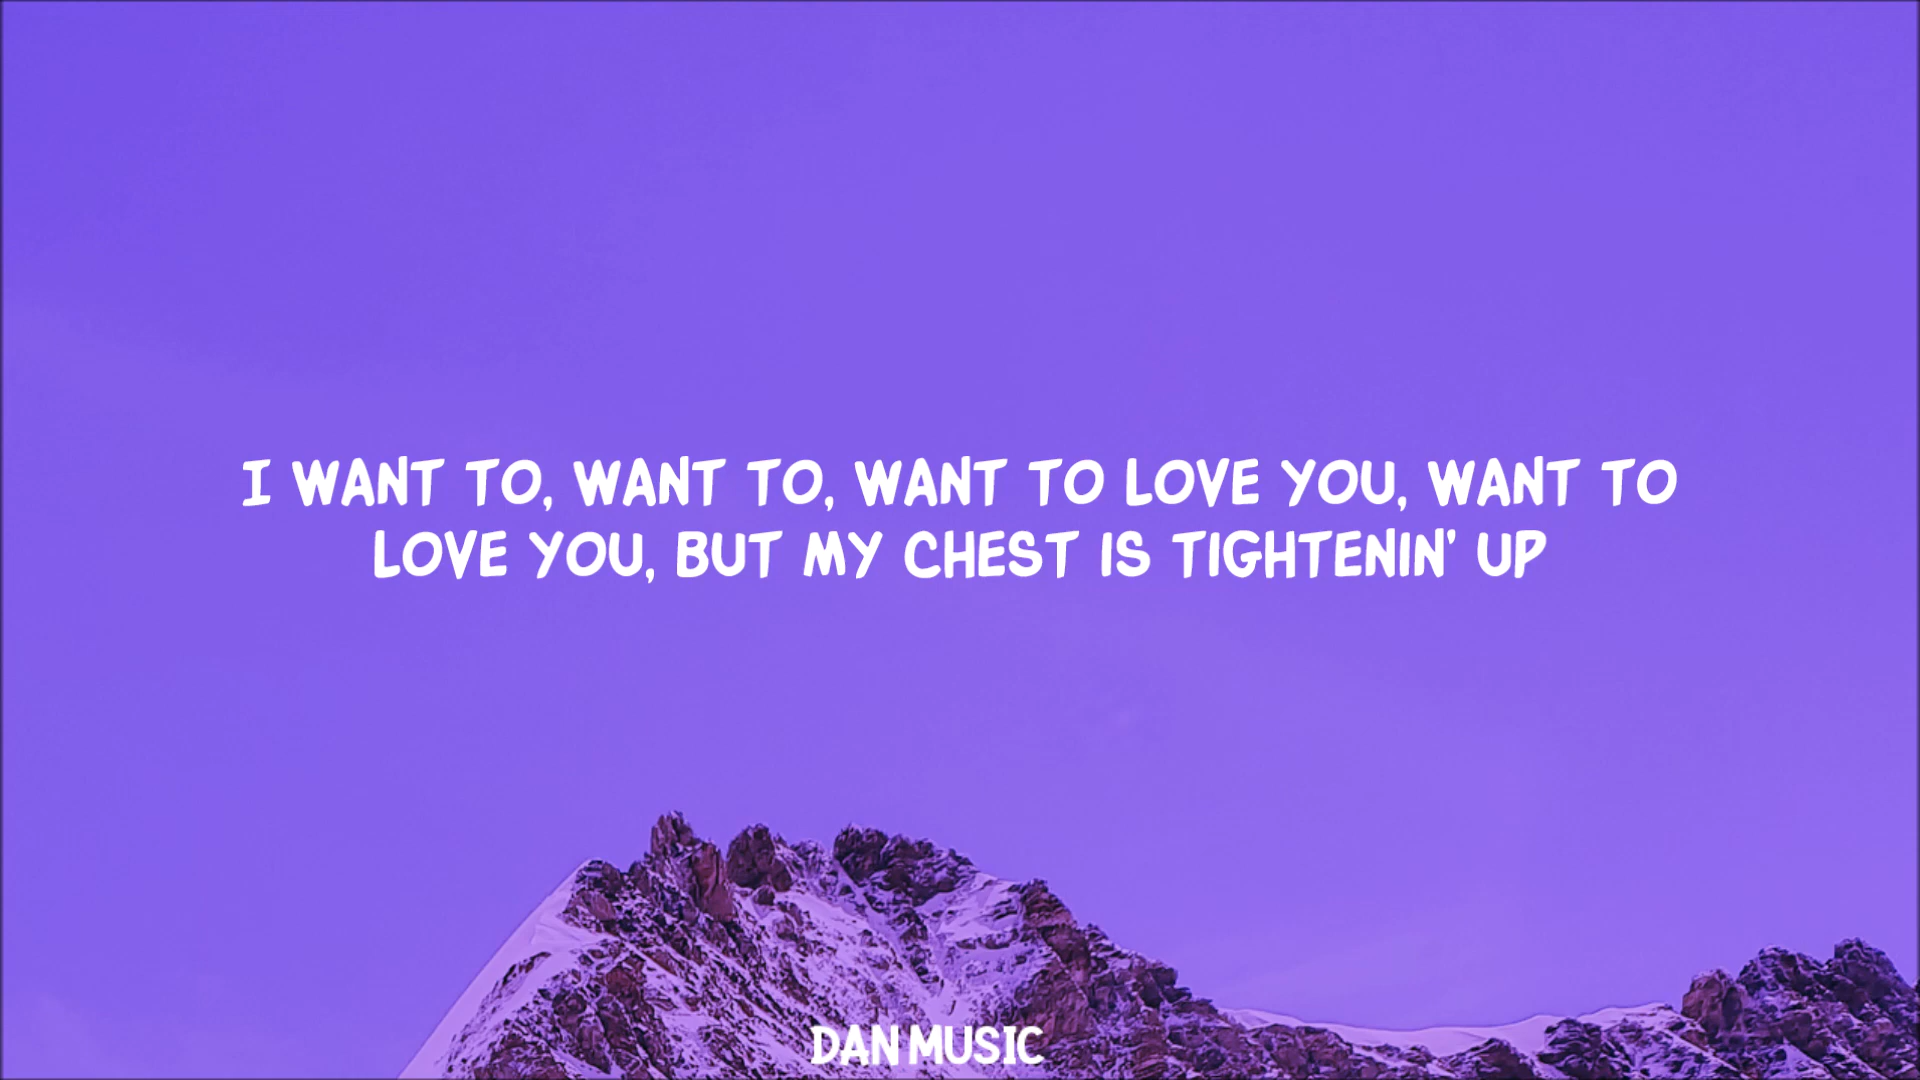 I WANT TO, WANT TO, WANT TO LOVE YOU, WANT TO
LOVE YOU, BUT MY CHEST IS TIGHTENIN' UP
DAN MUSIC